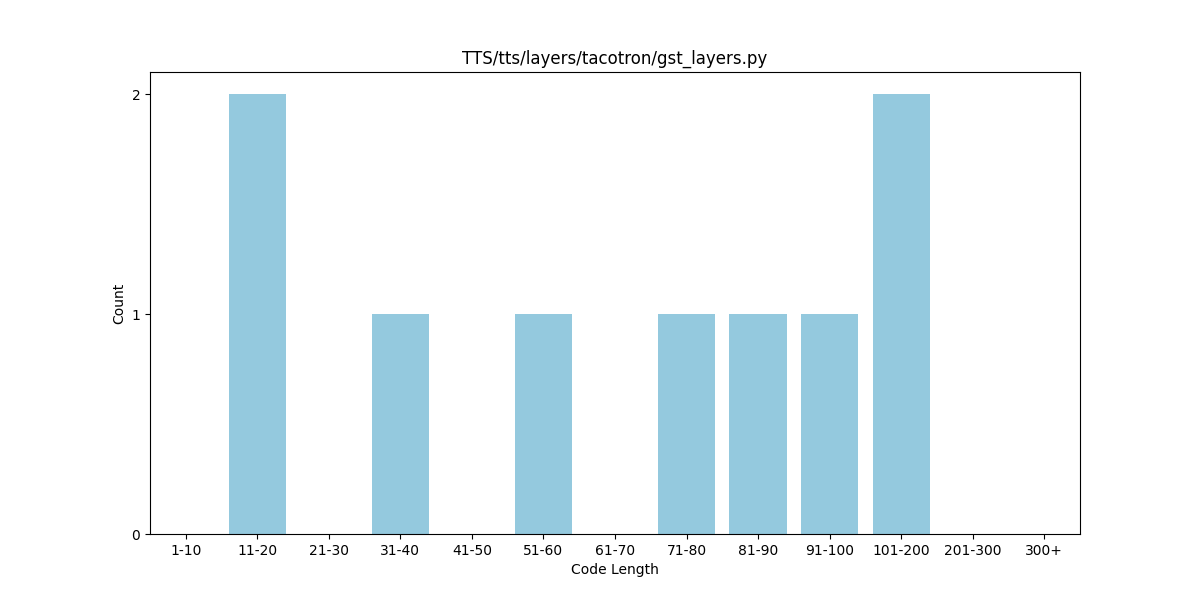 TTS/tts/layers/tacotron/gst_layers.py
2
1
0
Count
1-10 11-20 21-30 31-40 41-50 51-60 61-70 71-80 81-90 91-100 101-200 201-300 300+
Code Length